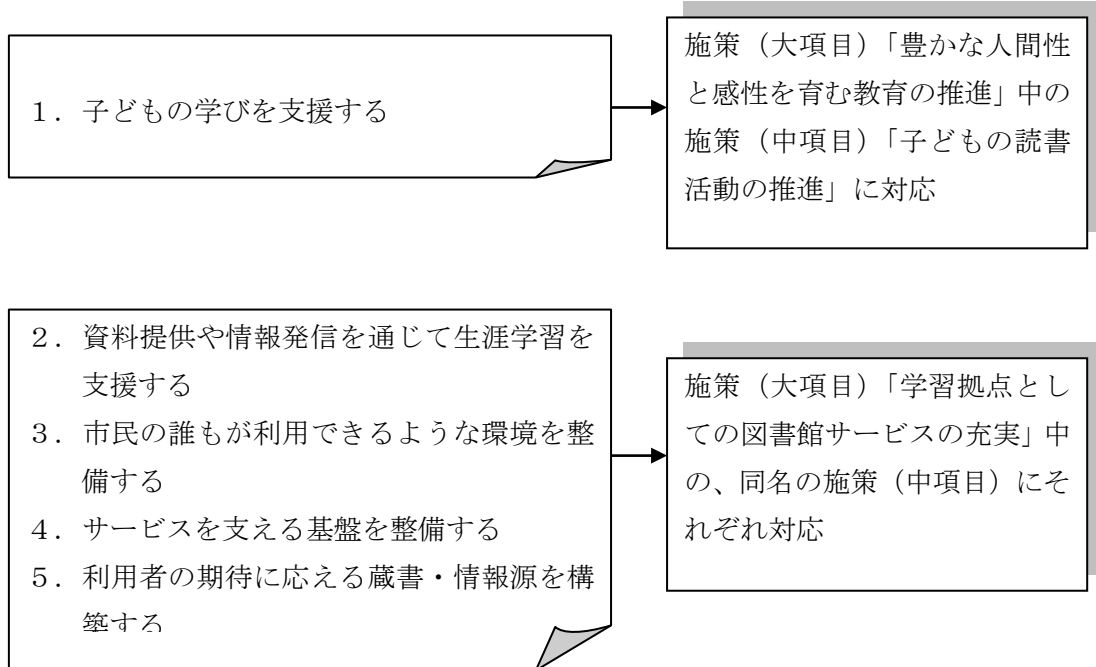 1．子どもの学びを支援する
施策（大項目）「豊かな人間性
と感性を育む教育の推進」中の
施策（中項目）「子どもの読書
活動の推進」に対応
2．資料提供や情報発信を通じて生涯学習を
支援する
3．市民の誰もが利用できるような環境を整
備する
4．サービスを支える基盤を整備する
5．利用者の期待に応える蔵書・情報源を構
築する
施策（大項目）「学習拠点とし
ての図書館サービスの充実」中
の、同名の施策（中項目）にそ
れぞれ対応